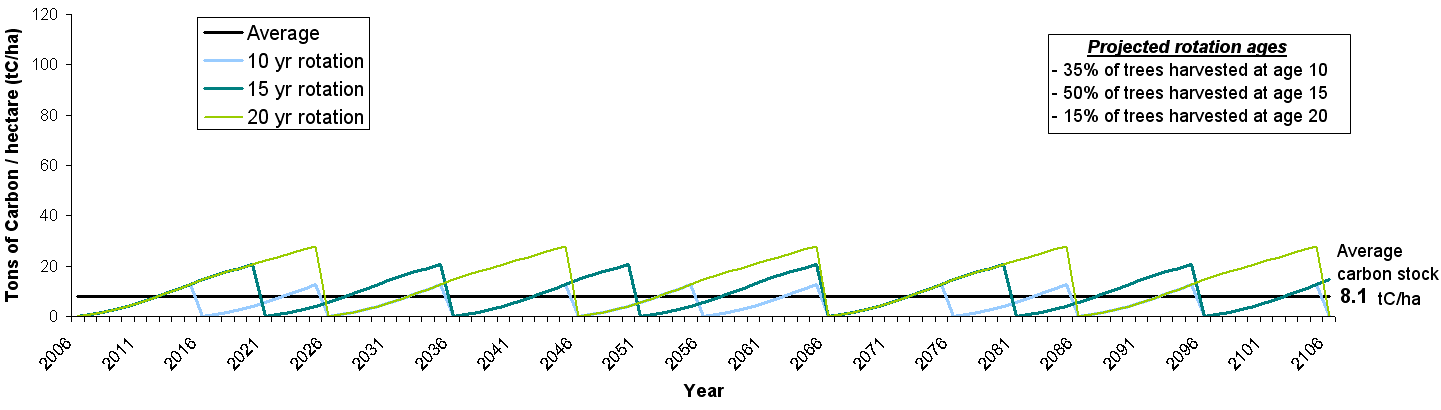 120
100
80
60
40
20
0
Tons of Carbon / hectare (tC/ha)
Average
10 yr rotation
15 yr rotation
20 yr rotation
Projected rotation ages
- 35% of trees harvested at age 10
- 50% of trees harvested at age 15
- 15% of trees harvested at age 20
Average
carbon stock
8.1 tC/ha
2006
2011
2016
2021
2026
2031
2036
2041
2046
2051
2056
2061
2066
2071
2076
2081
2086
2091
2096
2101
2106
Year